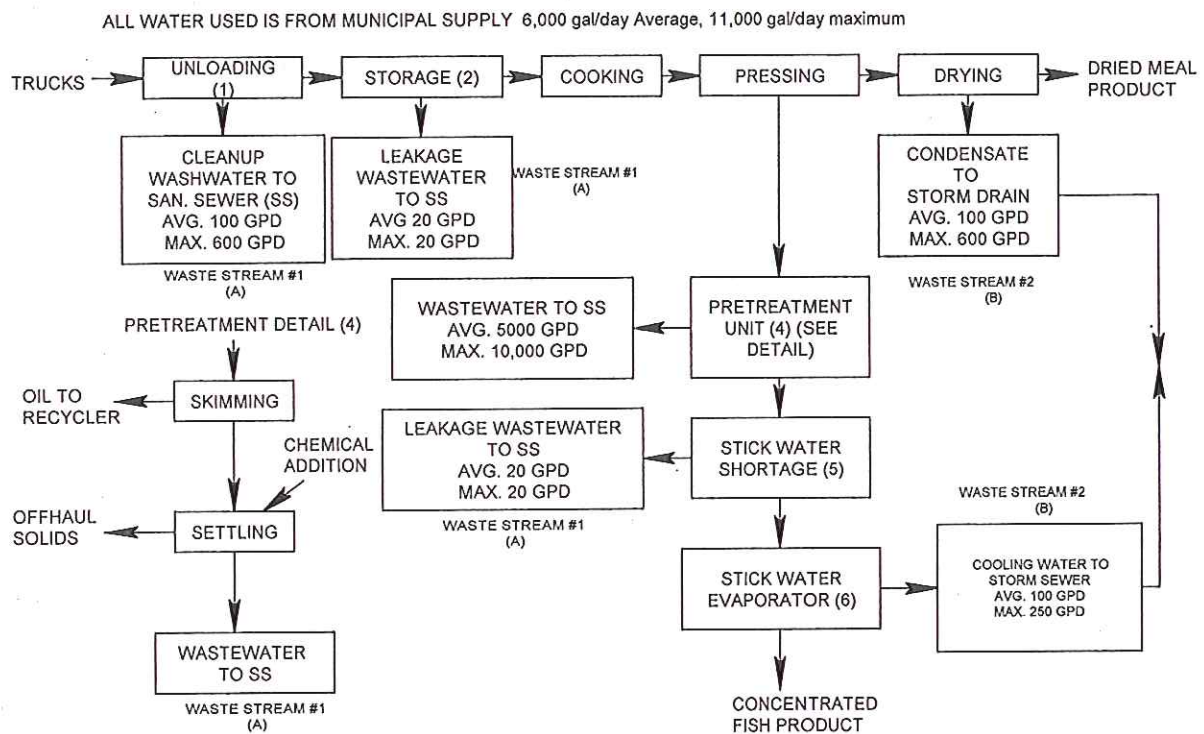 ALL WATER USED IS FROM MUNICIPAL SUPPLY 6,000 gal/day Average, 11,000 gal/day maximum
TRUCKS
UNLOADING
(1)
STORAGE (2)
COOKING
PRESSING
DRYING
DRIED MEAL
PRODUCT
CLEANUP
WASHWATER TO
SAN. SEWER (SS)
AVG. 100 GPD
MAX. 600 GPD
WASTE STREAM #1
(A)
LEAKAGE
WASTEWATER
TO SS
AVG 20 GPD
MAX. 20 GPD
WASTE STREAM #1
(A)
CONDENSATE
TO
STORM DRAIN
AVG. 100 GPD
MAX. 600 GPD
WASTE STREAM #2
(B)
PRETREATMENT
UNIT (4) (SEE
DETAIL)
WASTEWATER TO SS
AVG. 5000 GPD
MAX. 10,000 GPD
STICK WATER
SHORTAGE (5)
LEAKAGE WASTEWATER
TO SS
AVG. 20 GPD
MAX. 20 GPD
WASTE STREAM #1
(A)
STICK WATER
EVAPORATOR (6)
WASTE STREAM #2
(B)
COOLING WATER TO
STORM SEWER
AVG. 100 GPD
MAX. 250 GPD
CONCENTRATED
FISH PRODUCT
PRETREATMENT DETAIL (4)
SKIMMING
OIL TO
RECYCLER
CHEMICAL
ADDITION
SETTLING
OFFHAUL
SOLIDS
WASTEWATER
TO SS
WASTE STREAM #1
(A)